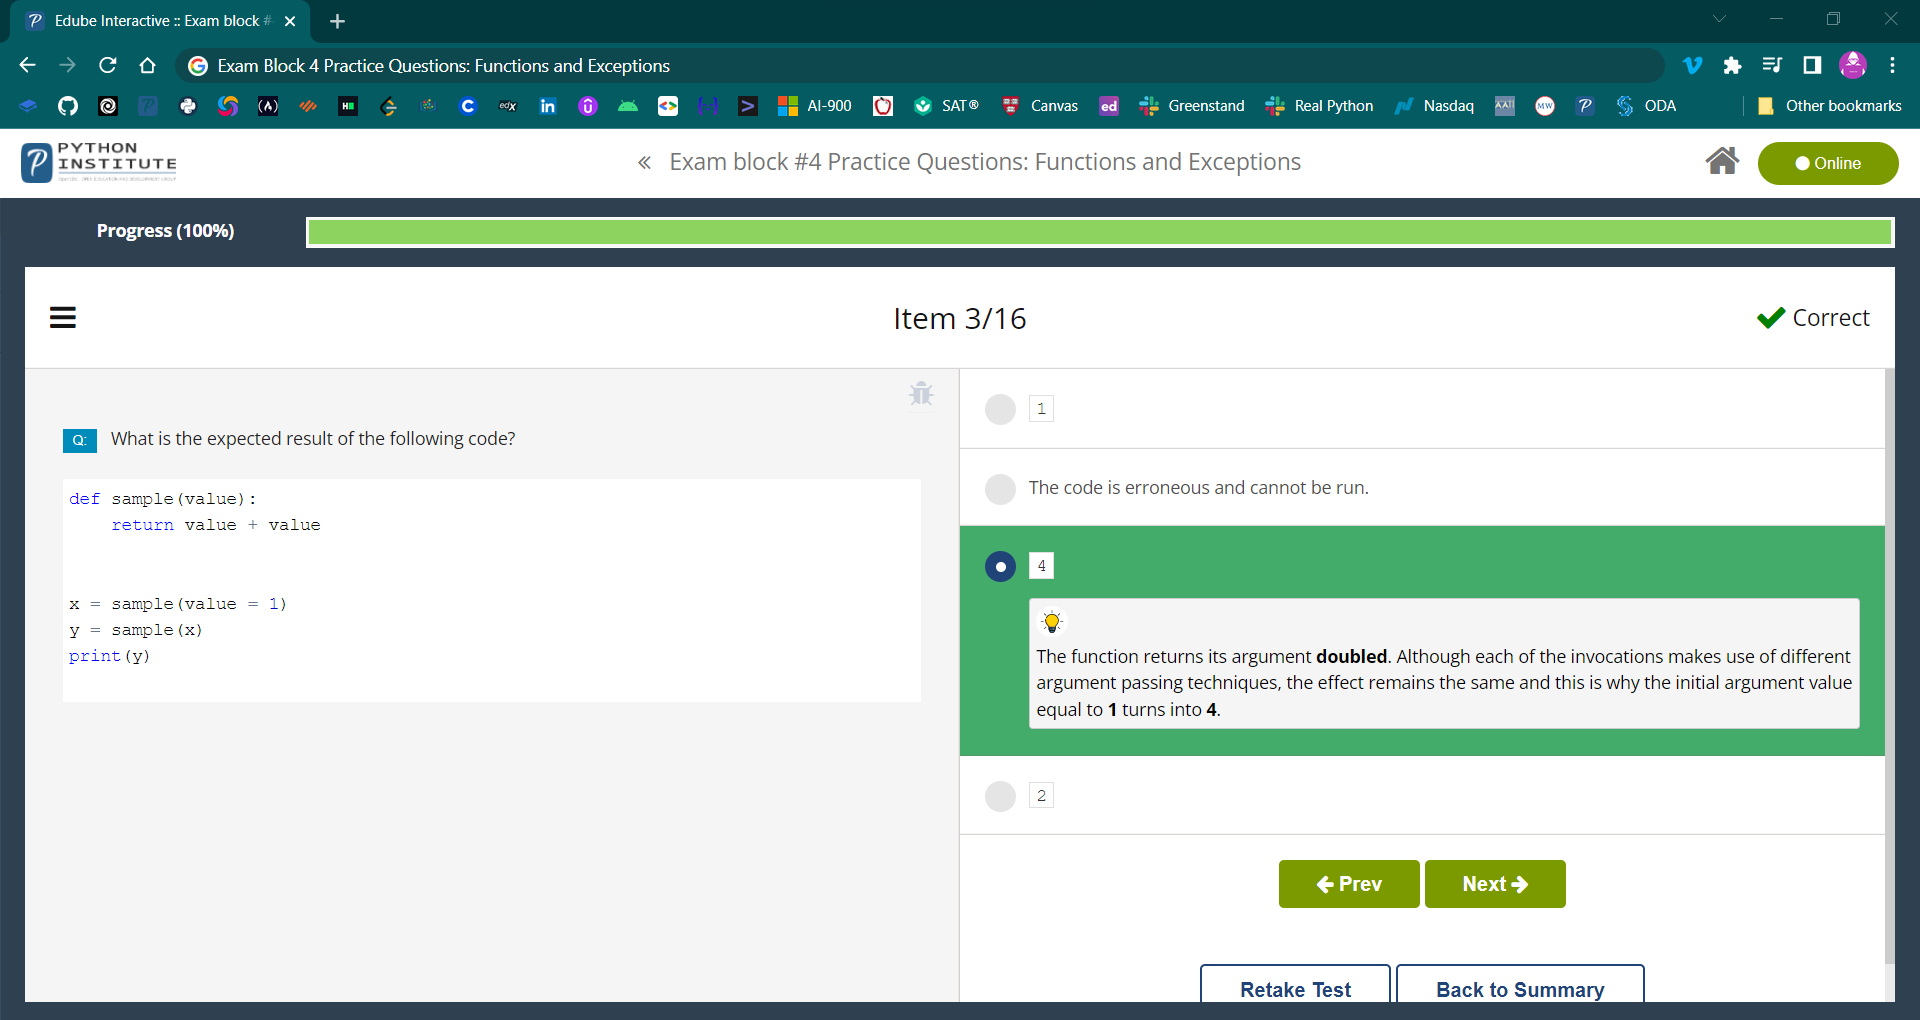 Edube Interactive :: Exam block #
Exam Block 4 Practice Questions: Functions and Exceptions
AI-900
SAT®
Canvas
ed
Greenstand
Real Python
Nasdaq
MW
ODA
Other bookmarks
PYTHON
INSTITUTE
« Exam block #4 Practice Questions: Functions and Exceptions
Online
Progress (100%)
Item 3/16
Correct
Q: What is the expected result of the following code?
def sample(value):
    return value + value
x = sample(value = 1)
y = sample(x)
print(y)
1
The code is erroneous and cannot be run.
4
The function returns its argument doubled. Although each of the invocations makes use of different
argument passing techniques, the effect remains the same and this is why the initial argument value
equal to 1 turns into 4.
2
Prev
Next
Retake Test
Back to Summary